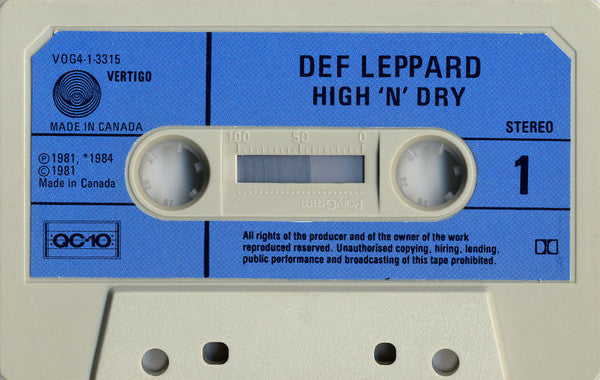 VOG4-1-3315
VERTIGO
MADE IN CANADA
DEF LEPPARD
HIGH 'N' DRY
STEREO
1
100 50 0
PolyGram
℗ 1981, *1984
© 1981
Made in Canada
QC-10
All rights of the producer and of the owner of the work
reproduced reserved. Unauthorised copying, hiring, lending,
public performance and broadcasting of this tape prohibited.